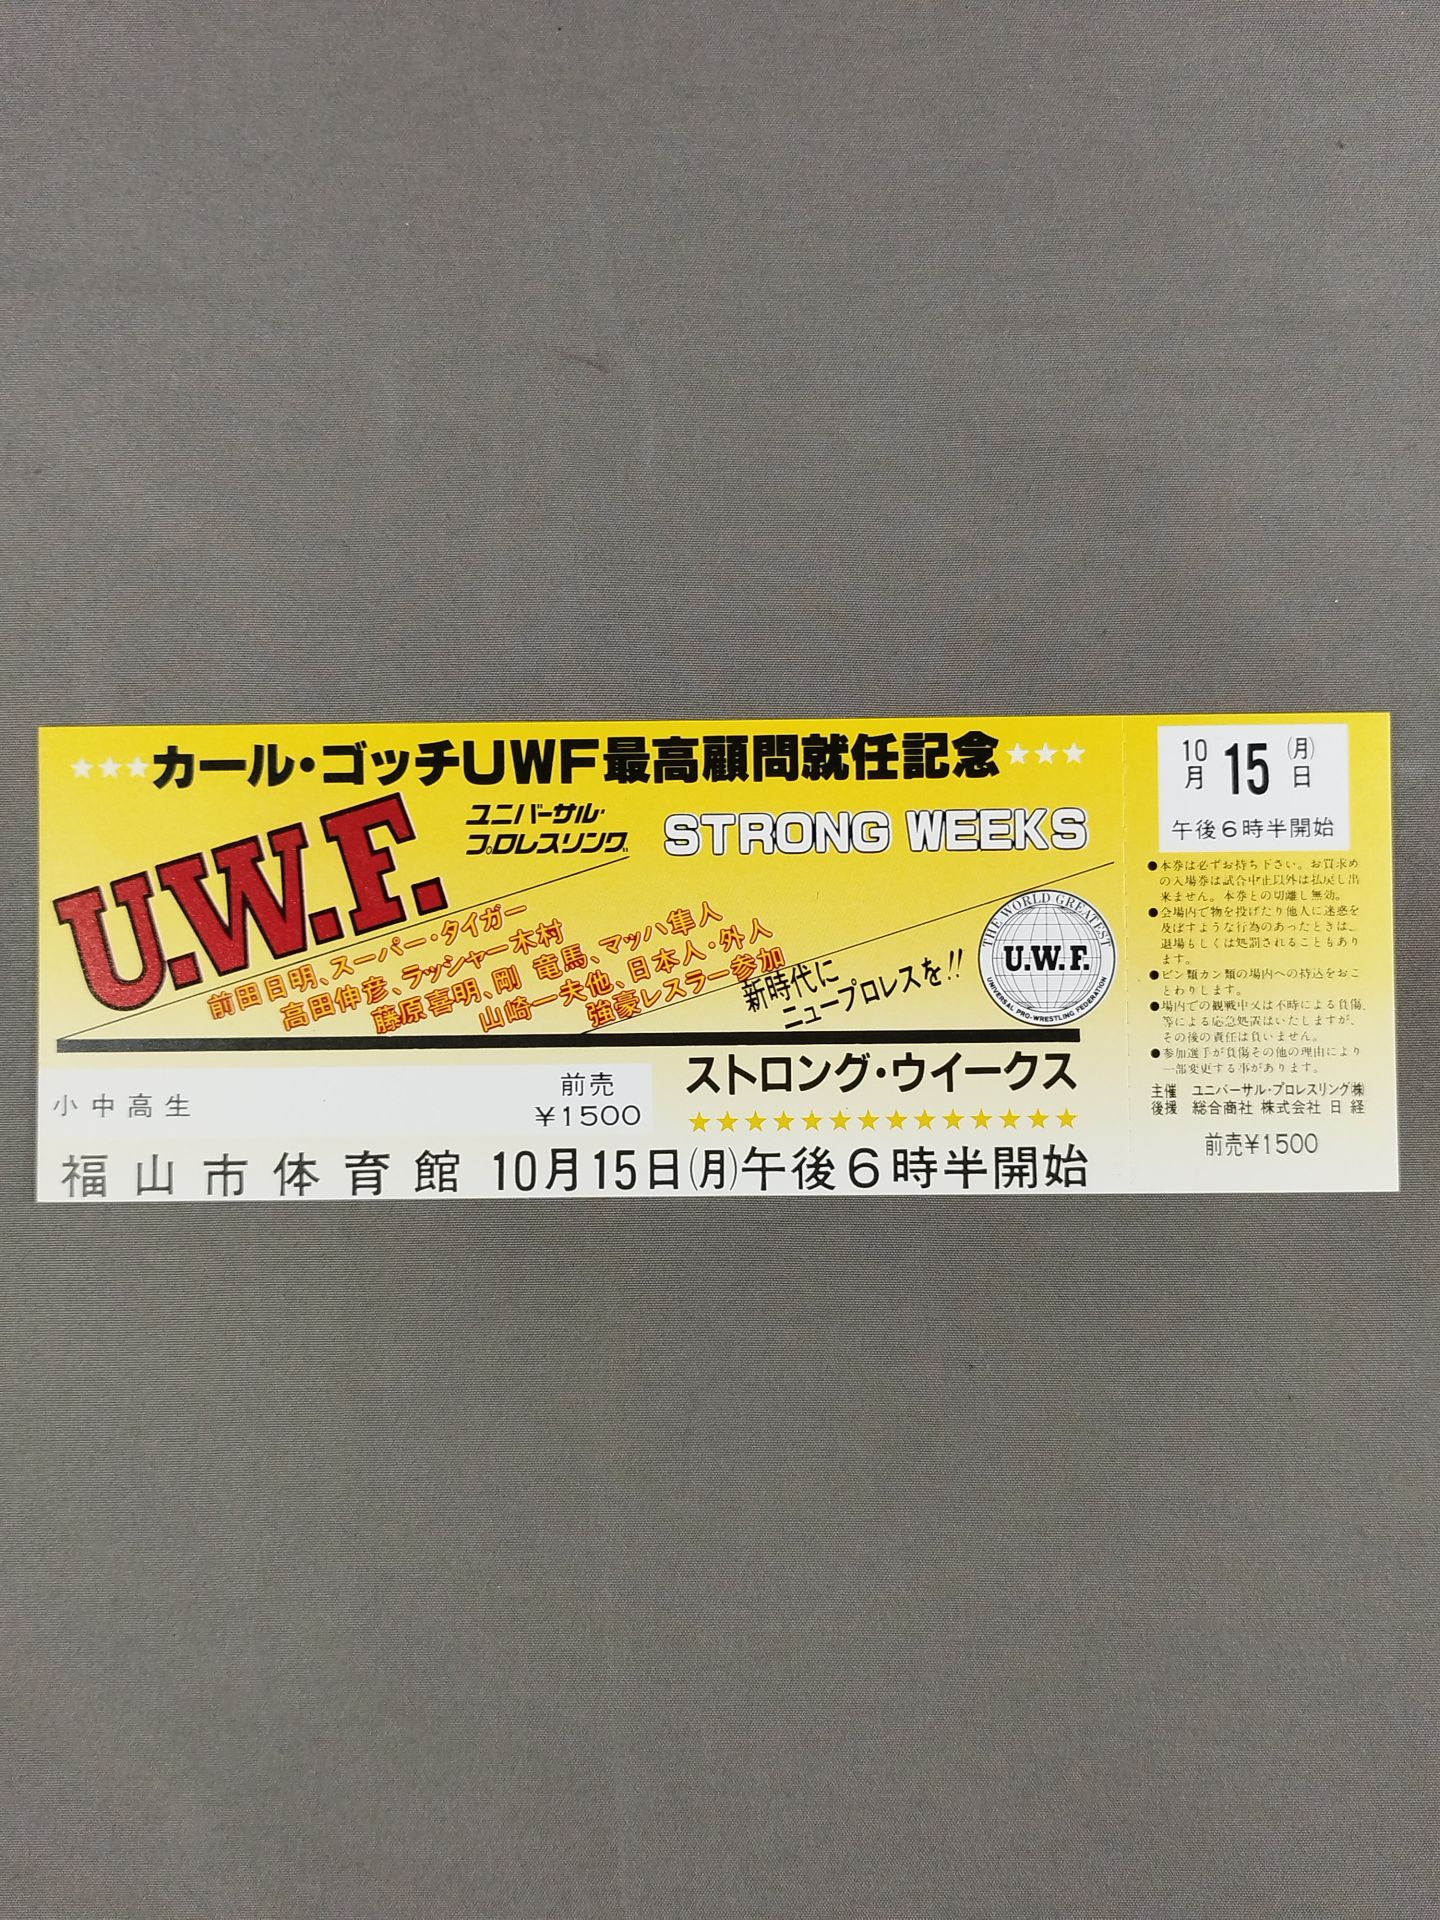 ★★★カール・ゴッチUWF最高顧問就任記念★★★
U.W.F.
ユニバーサル・
プロレスリング
STRONG WEEKS
前田日明、スーパー・タイガー
高田伸彦、ラッシャー木村
藤原喜明、剛 竜馬、マッハ隼人
山崎一夫他、日本人・外人
強豪レスラー参加
新時代に
ニュープロレスを!!
THE WORLD GREATEST
U.W.F.
UNIVERSAL PRO-WRESTLING FEDERATION
ストロング・ウイークス
★★★★★★★★★★★★★★
小中高生
前売
¥1500
福山市体育館 10月15日(月)午後6時半開始
10月 15日(月)
午後6時半開始
●本券は必ずお持ち下さい。お買求め
の入場券は試合中止以外は払戻し出
来ません。本券との切離し無効。
●会場内で物を投げたり他人に迷惑を
及ぼすような行為のあったときは、
退場もしくは処罰されることもあり
ます。
●ビン類カン類の場内への持込をおこ
とわりします。
●場内での観戦中又は不時による負傷、
等による応急処置はいたしますが、
その後の責任は負いません。
●参加選手が負傷その他の理由により
一部変更する事があります。
主催 ユニバーサル・プロレスリング㈱
後援 総合商社 株式会社 日経
前売¥1500